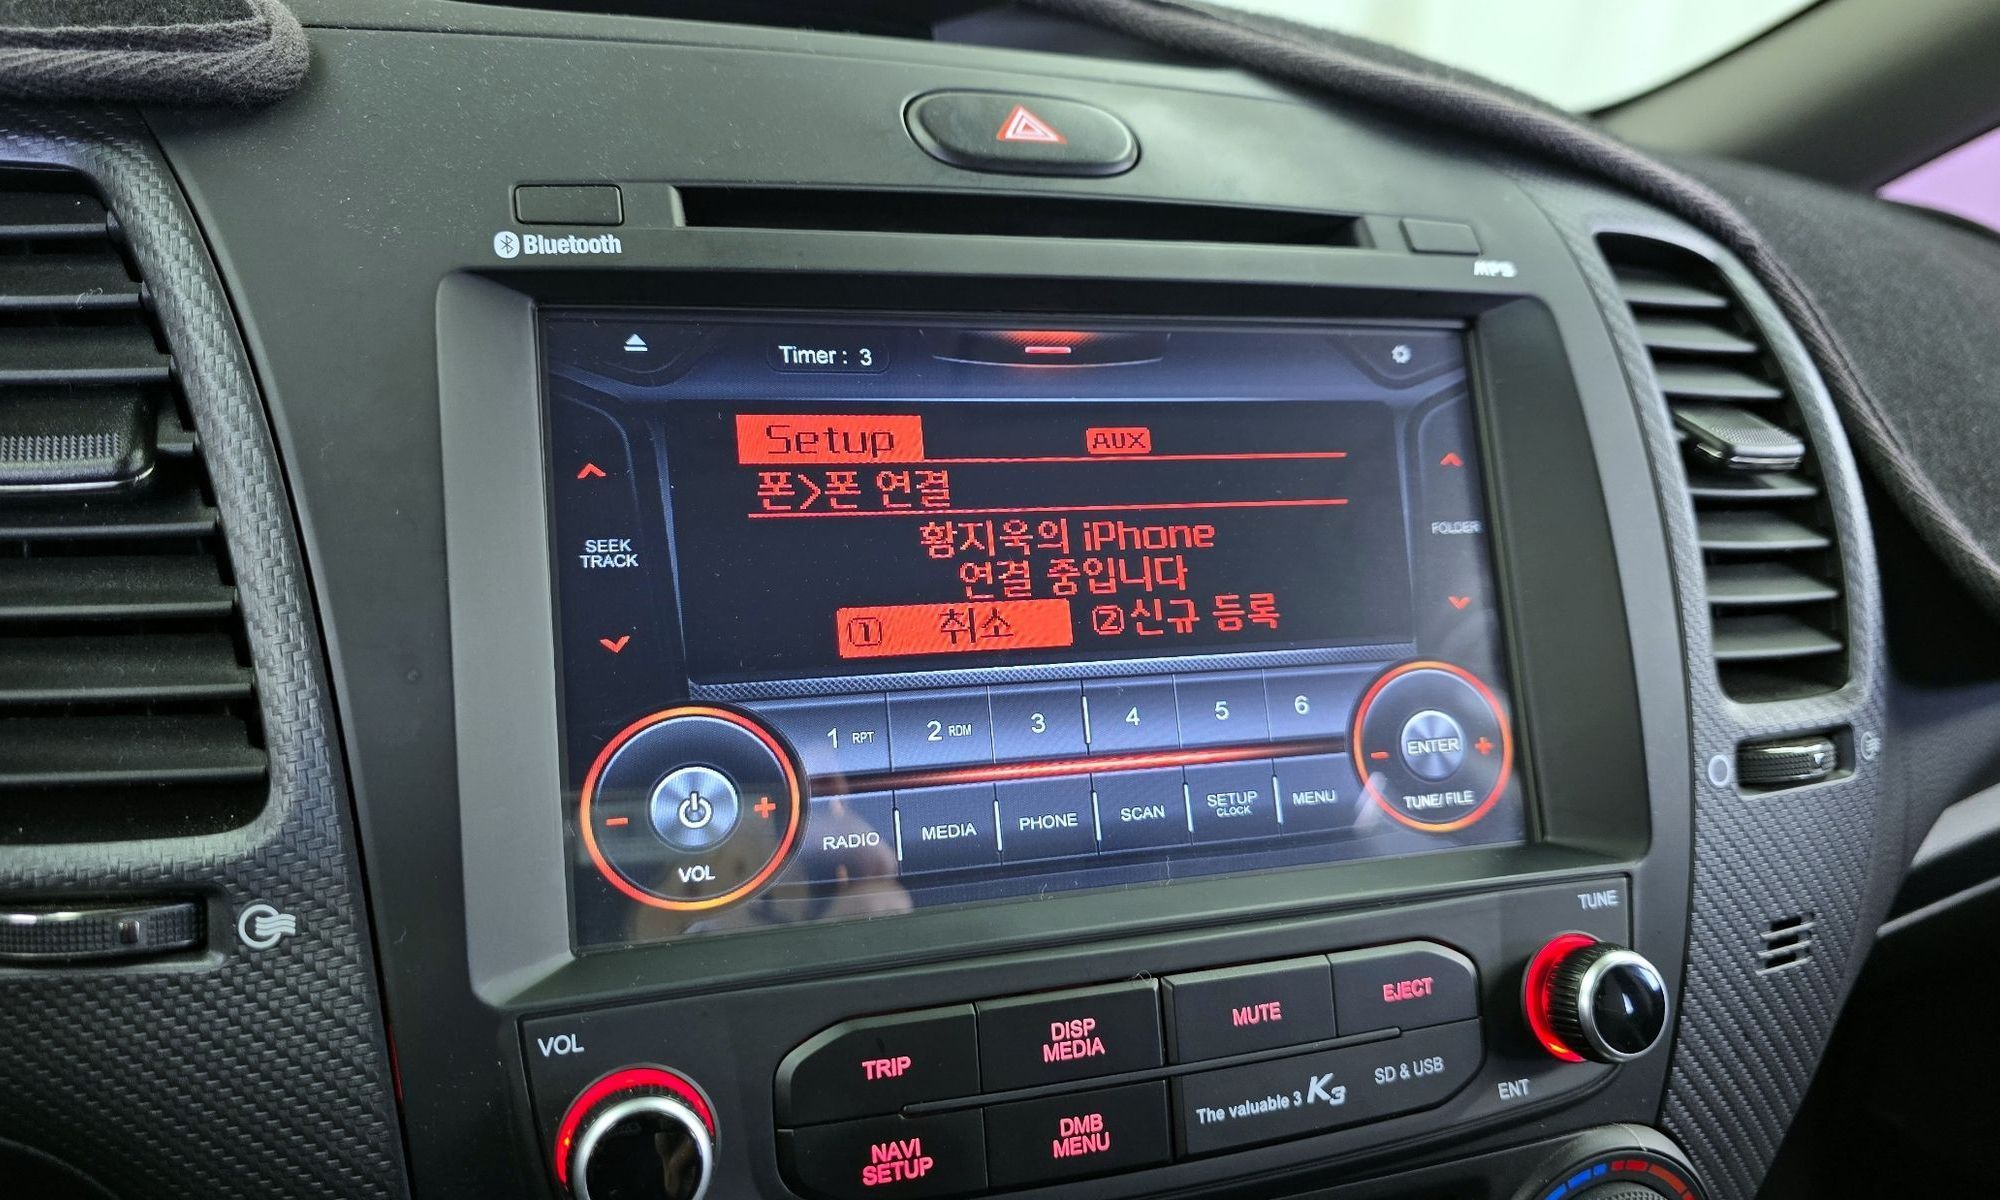 Bluetooth
MP3
Timer : 3
Setup
AUX
폰>폰 연결
황지욱의 iPhone
연결 중입니다
① 취소 ②신규 등록
SEEK
TRACK
FOLDER
1 RPT 2 RDM 3 4 5 6
VOL
RADIO MEDIA PHONE SCAN SETUP CLOCK MENU
ENTER
TUNE/ FILE
TUNE
VOL
TRIP
DISP
MEDIA
MUTE
EJECT
NAVI
SETUP
DMB
MENU
The valuable 3 K3
SD & USB
ENT